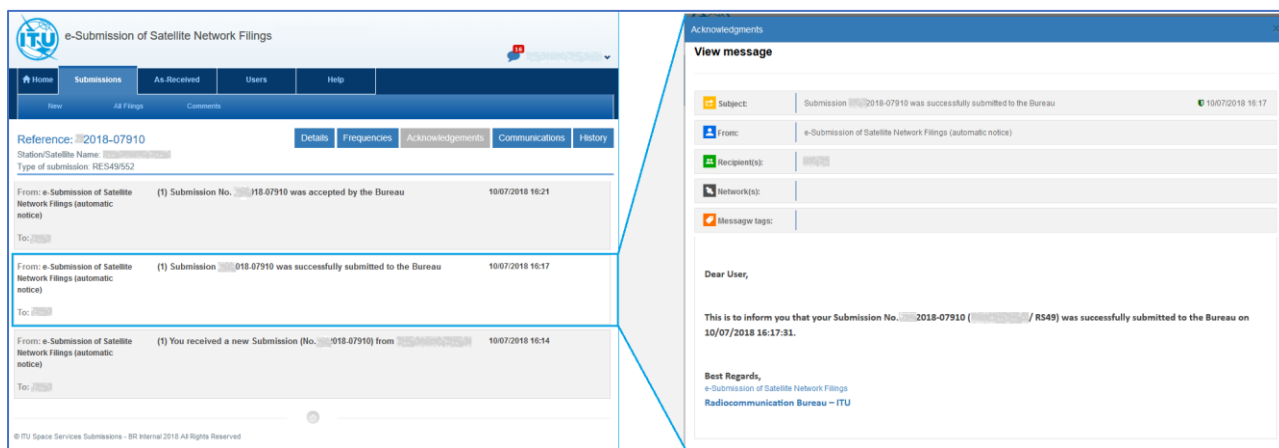 ITU
e-Submission of Satellite Network Filings
16
Home Submissions As-Received Users Help
New All Filings Comments
Reference: 2018-07910
Details Frequencies Acknowledgements Communications History
Station/Satellite Name:
Type of submission: RES49/552
From: e-Submission of Satellite Network Filings (automatic notice)
(1) Submission No. 018-07910 was accepted by the Bureau
10/07/2018 16:21
To:
From: e-Submission of Satellite Network Filings (automatic notice)
(1) Submission 018-07910 was successfully submitted to the Bureau
10/07/2018 16:17
To:
From: e-Submission of Satellite Network Filings (automatic notice)
(1) You received a new Submission (No. 018-07910) from
10/07/2018 16:14
To:
© ITU Space Services Submissions - BR Internal 2018 All Rights Reserved
Acknowledgments
View message
Subject: Submission 2018-07910 was successfully submitted to the Bureau 10/07/2018 16:17
From: e-Submission of Satellite Network Filings (automatic notice)
Recipient(s):
Network(s):
Messagw tags:
Dear User,
This is to inform you that your Submission No. 2018-07910 ( / RS49) was successfully submitted to the Bureau on
10/07/2018 16:17:31.
Best Regards,
e-Submission of Satellite Network Filings
Radiocommunication Bureau – ITU